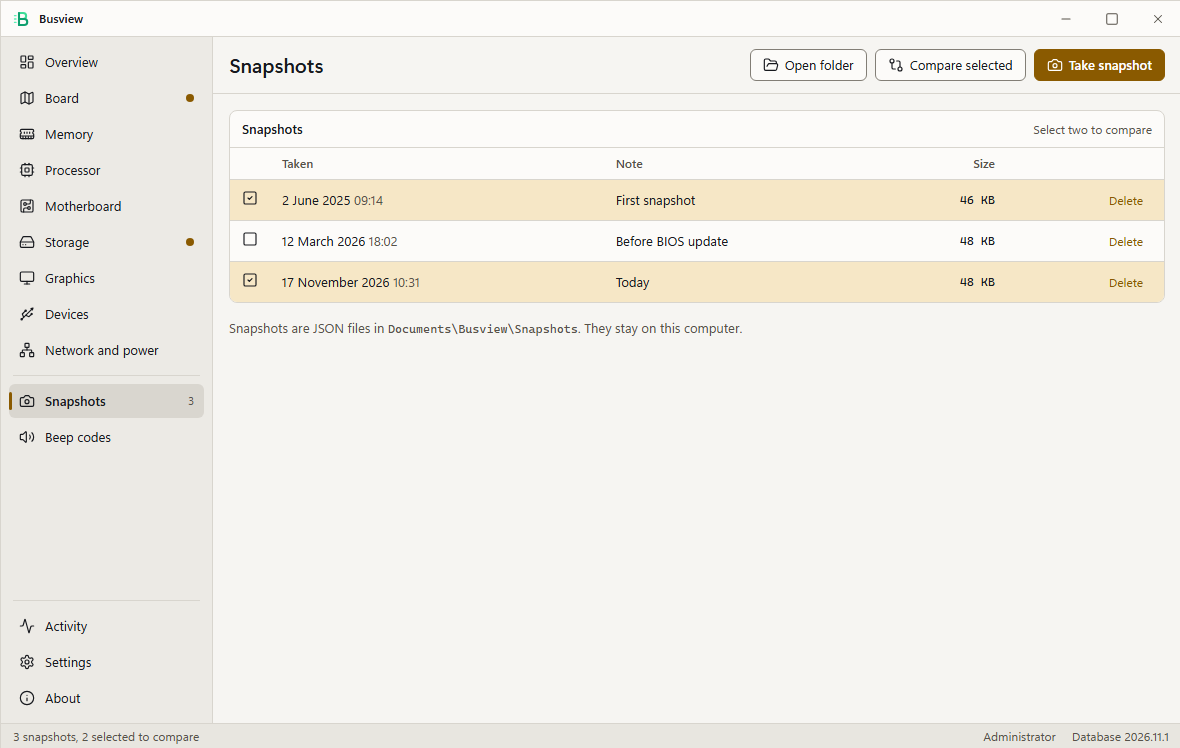 Busview
Overview
Board
Memory
Processor
Motherboard
Storage
Graphics
Devices
Network and power
Snapshots 3
Beep codes
Activity
Settings
About
Snapshots
Open folder
Compare selected
Take snapshot
Snapshots Select two to compare
Taken Note Size
2 June 2025 09:14 First snapshot 46 KB Delete
12 March 2026 18:02 Before BIOS update 48 KB Delete
17 November 2026 10:31 Today 48 KB Delete
Snapshots are JSON files in Documents\Busview\Snapshots. They stay on this computer.
3 snapshots, 2 selected to compare Administrator Database 2026.11.1